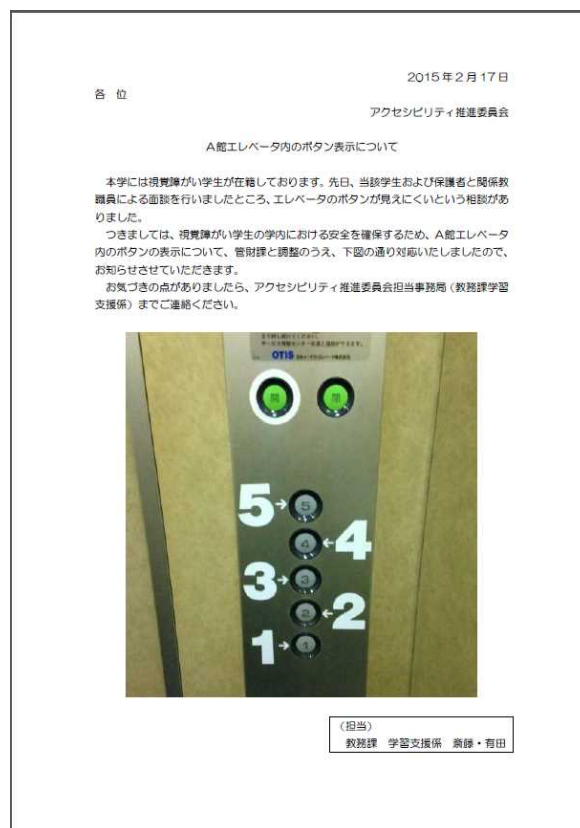 2015年2月17日
各　位
アクセシビリティ推進委員会
A館エレベータ内のボタン表示について
本学には視覚障がい学生が在籍しております。先日、当該学生および保護者と関係教
職員による面談を行いましたところ、エレベータのボタンが見えにくいという相談があ
りました。
つきましては、視覚障がい学生の学内における安全を確保するため、A館エレベータ
内のボタンの表示について、管財課と調整のうえ、下図の通り対応いたしましたので、
お知らせさせていただきます。
お気づきの点がありましたら、アクセシビリティ推進委員会担当事務局（教務課学習
支援係）までご連絡ください。
OTIS
開 閉
5→ 5
4 ←4
3→ 3
2 ←2
1→ 1
（担当）
教務課　学習支援係　斎藤・有田